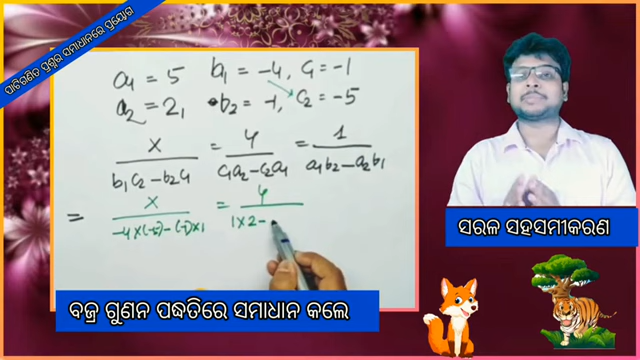 ପାଟିଗଣିତ ପ୍ରଶ୍ନର ସମାଧାନରେ ପ୍ରୟୋଗ
a₁ = 5 b₁ = -4, c₁ = -1
a₂ = 2, b₂ = -1, c₂ = -5
x/(b₁c₂-b₂c₁) = y/(c₁a₂-c₂a₁) = 1/(a₁b₂-a₂b₁)
= x/(-4×(-5)-(-1)×1 = y/(1×2-
ସରଳ ସହସମୀକରଣ
ବଜ୍ର ଗୁଣନ ପଦ୍ଧତିରେ ସମାଧାନ କଲେ